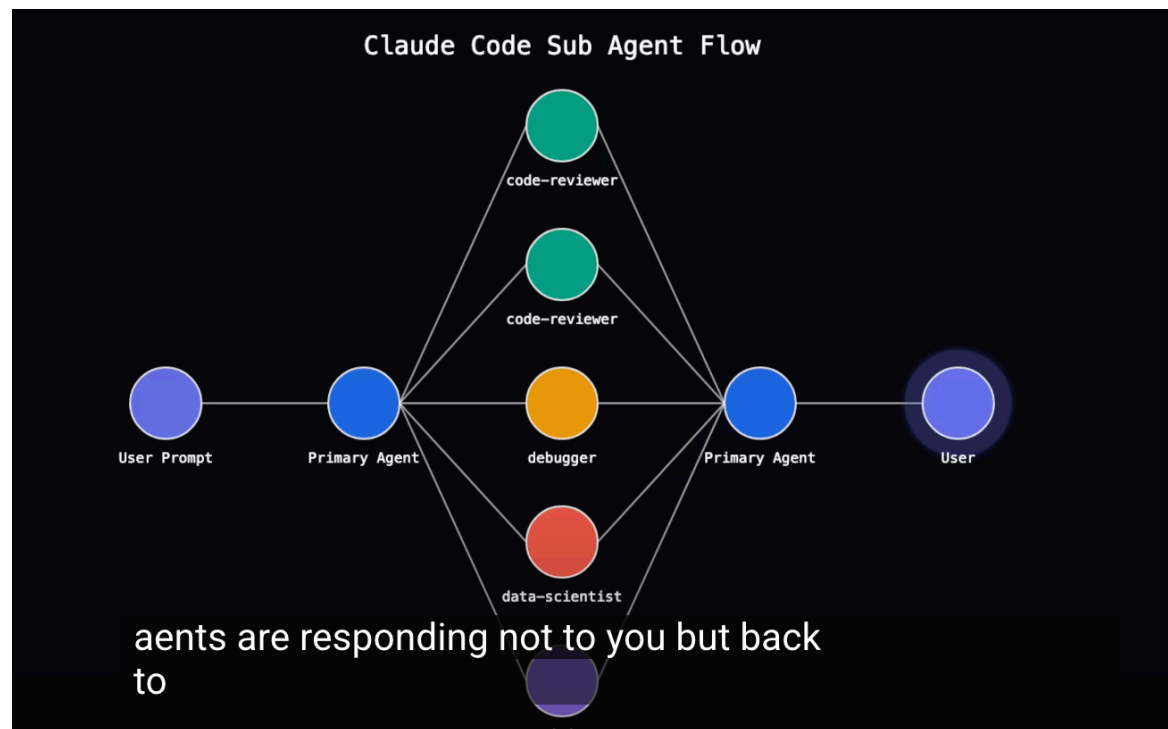 Claude Code Sub Agent Flow
code-reviewer
code-reviewer
User Prompt
Primary Agent
debugger
Primary Agent
User
data-scientist
aents are responding not to you but back
to